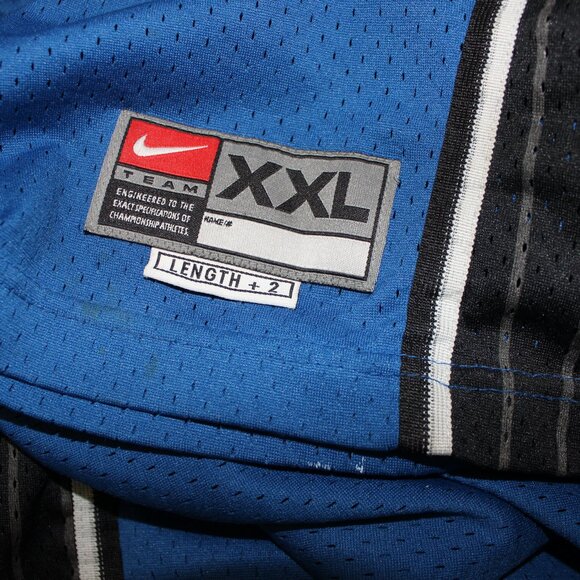 TEAM
ENGINEERED TO THE
EXACT SPECIFICATIONS OF
CHAMPIONSHIP ATHLETES.
XXL
NAME/#
LENGTH + 2